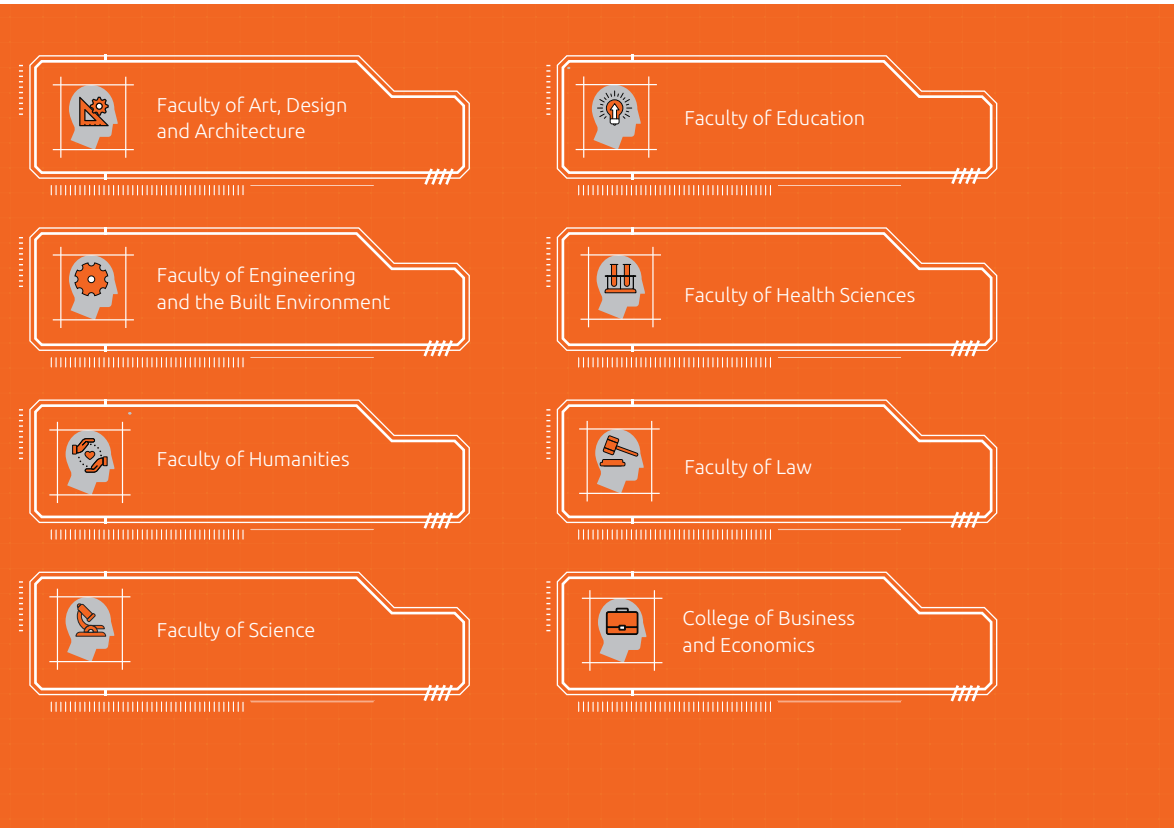 Faculty of Art, Design
and Architecture
Faculty of Education
Faculty of Engineering
and the Built Environment
Faculty of Health Sciences
Faculty of Humanities
Faculty of Law
Faculty of Science
College of Business
and Economics